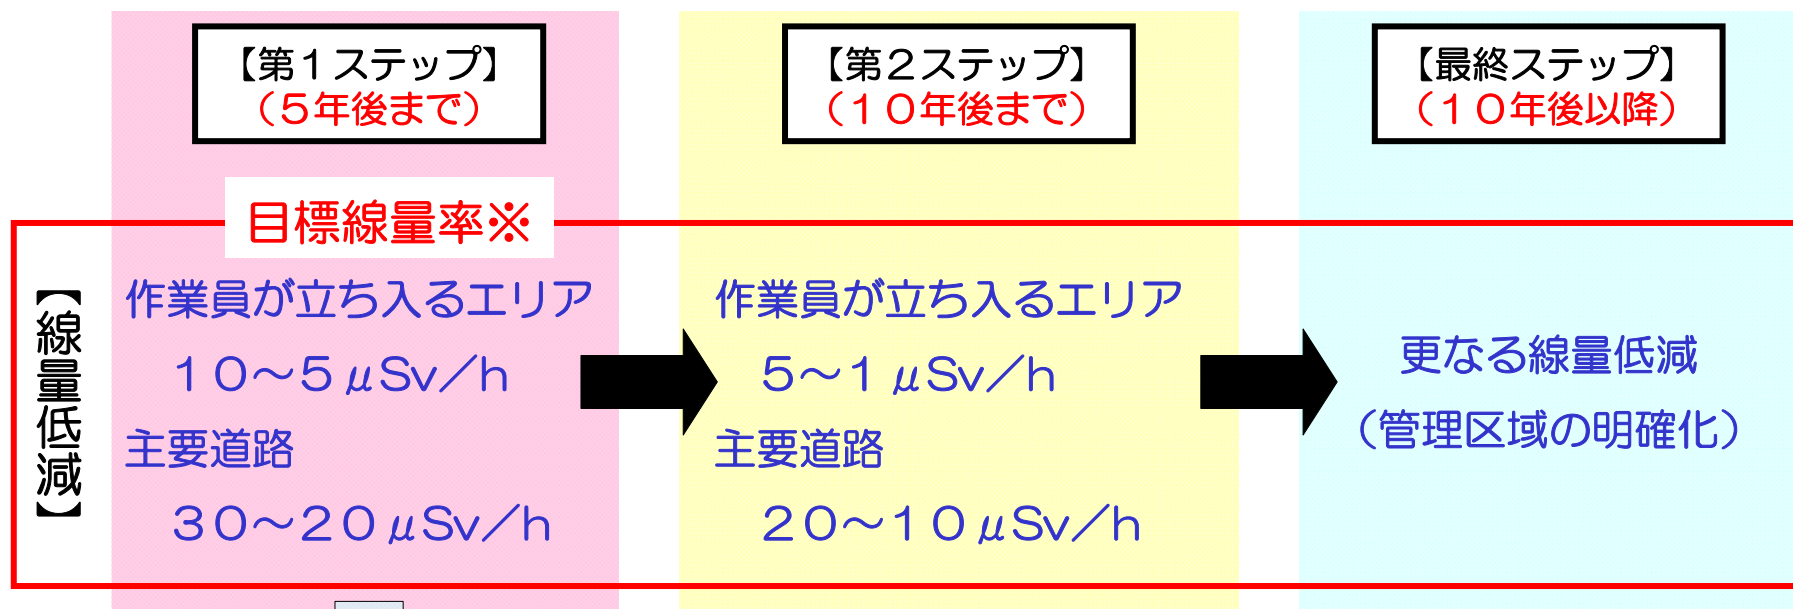 【第１ステップ】
（５年後まで）
【第２ステップ】
（１０年後まで）
【最終ステップ】
（１０年後以降）
目標線量率※
【線量低減】
作業員が立ち入るエリア
１０～５μSv／h
主要道路
３０～２０μSv／h
作業員が立ち入るエリア
５～１μSv／h
主要道路
２０～１０μSv／h
更なる線量低減
（管理区域の明確化）